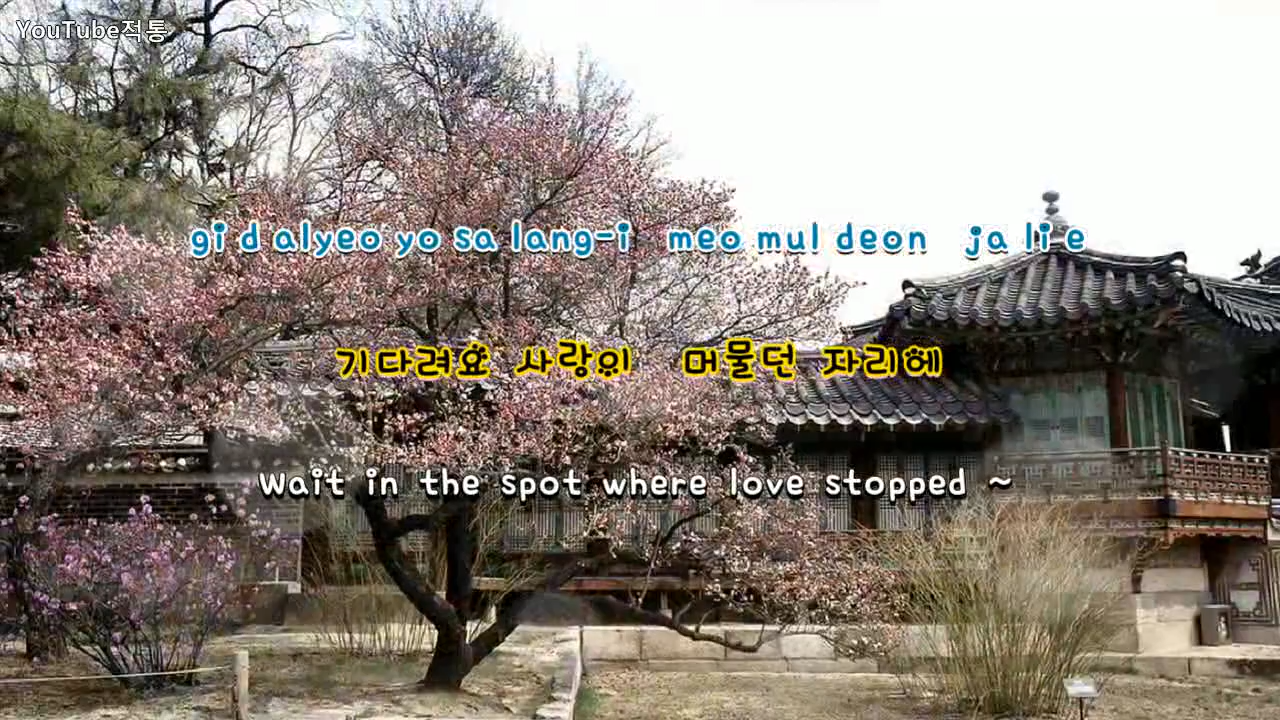 YouTube적통
gi d alyeo yo sa lang-i meo mul deon ja li e
기다려요 사랑이 머물던 자리헤
Wait in the spot where love stopped ~